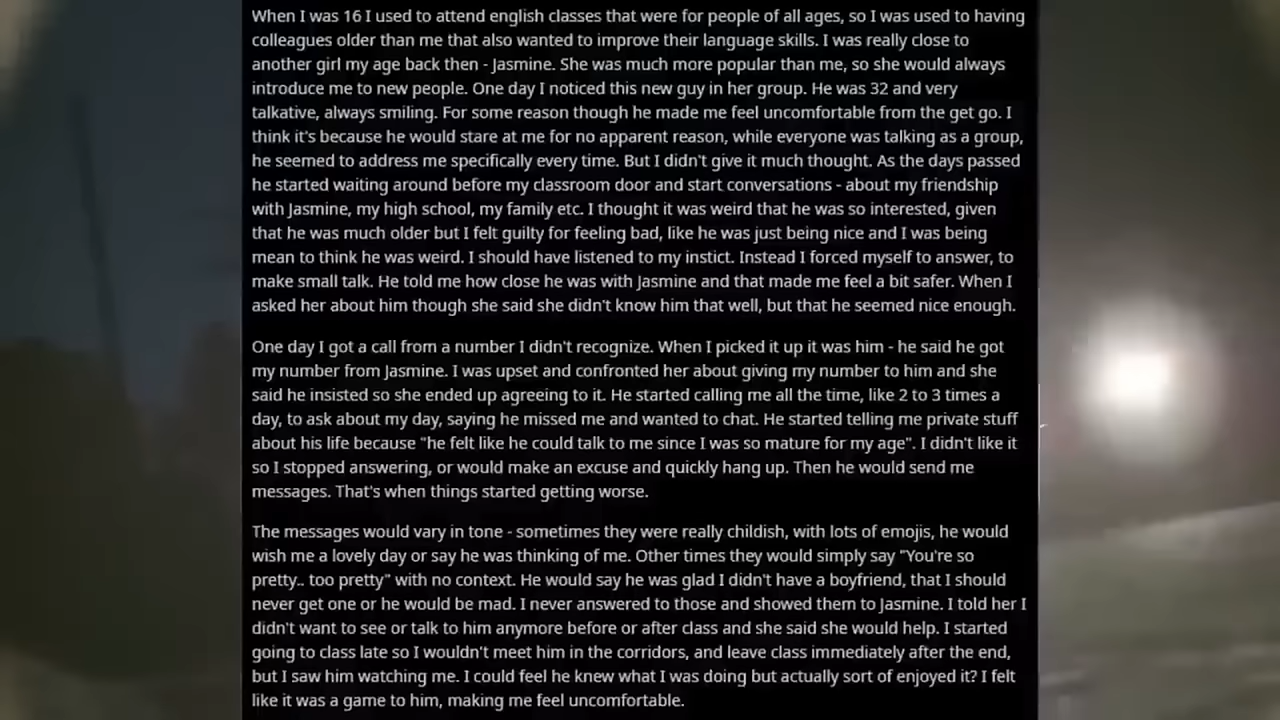 When I was 16 I used to attend english classes that were for people of all ages, so I was used to having
colleagues older than me that also wanted to improve their language skills. I was really close to
another girl my age back then - Jasmine. She was much more popular than me, so she would always
introduce me to new people. One day I noticed this new guy in her group. He was 32 and very
talkative, always smiling. For some reason though he made me feel uncomfortable from the get go. I
think it's because he would stare at me for no apparent reason, while everyone was talking as a group,
he seemed to address me specifically every time. But I didn't give it much thought. As the days passed
he started waiting around before my classroom door and start conversations - about my friendship
with Jasmine, my high school, my family etc. I thought it was weird that he was so interested, given
that he was much older but I felt guilty for feeling bad, like he was just being nice and I was being
mean to think he was weird. I should have listened to my instict. Instead I forced myself to answer, to
make small talk. He told me how close he was with Jasmine and that made me feel a bit safer. When I
asked her about him though she said she didn't know him that well, but that he seemed nice enough.
One day I got a call from a number I didn't recognize. When I picked it up it was him - he said he got
my number from Jasmine. I was upset and confronted her about giving my number to him and she
said he insisted so she ended up agreeing to it. He started calling me all the time, like 2 to 3 times a
day, to ask about my day, saying he missed me and wanted to chat. He started telling me private stuff
about his life because "he felt like he could talk to me since I was so mature for my age". I didn't like it
so I stopped answering, or would make an excuse and quickly hang up. Then he would send me
messages. That's when things started getting worse.
The messages would vary in tone - sometimes they were really childish, with lots of emojis, he would
wish me a lovely day or say he was thinking of me. Other times they would simply say "You're so
pretty.. too pretty" with no context. He would say he was glad I didn't have a boyfriend, that I should
never get one or he would be mad. I never answered to those and showed them to Jasmine. I told her I
didn't want to see or talk to him anymore before or after class and she said she would help. I started
going to class late so I wouldn't meet him in the corridors, and leave class immediately after the end,
but I saw him watching me. I could feel he knew what I was doing but actually sort of enjoyed it? I felt
like it was a game to him, making me feel uncomfortable.